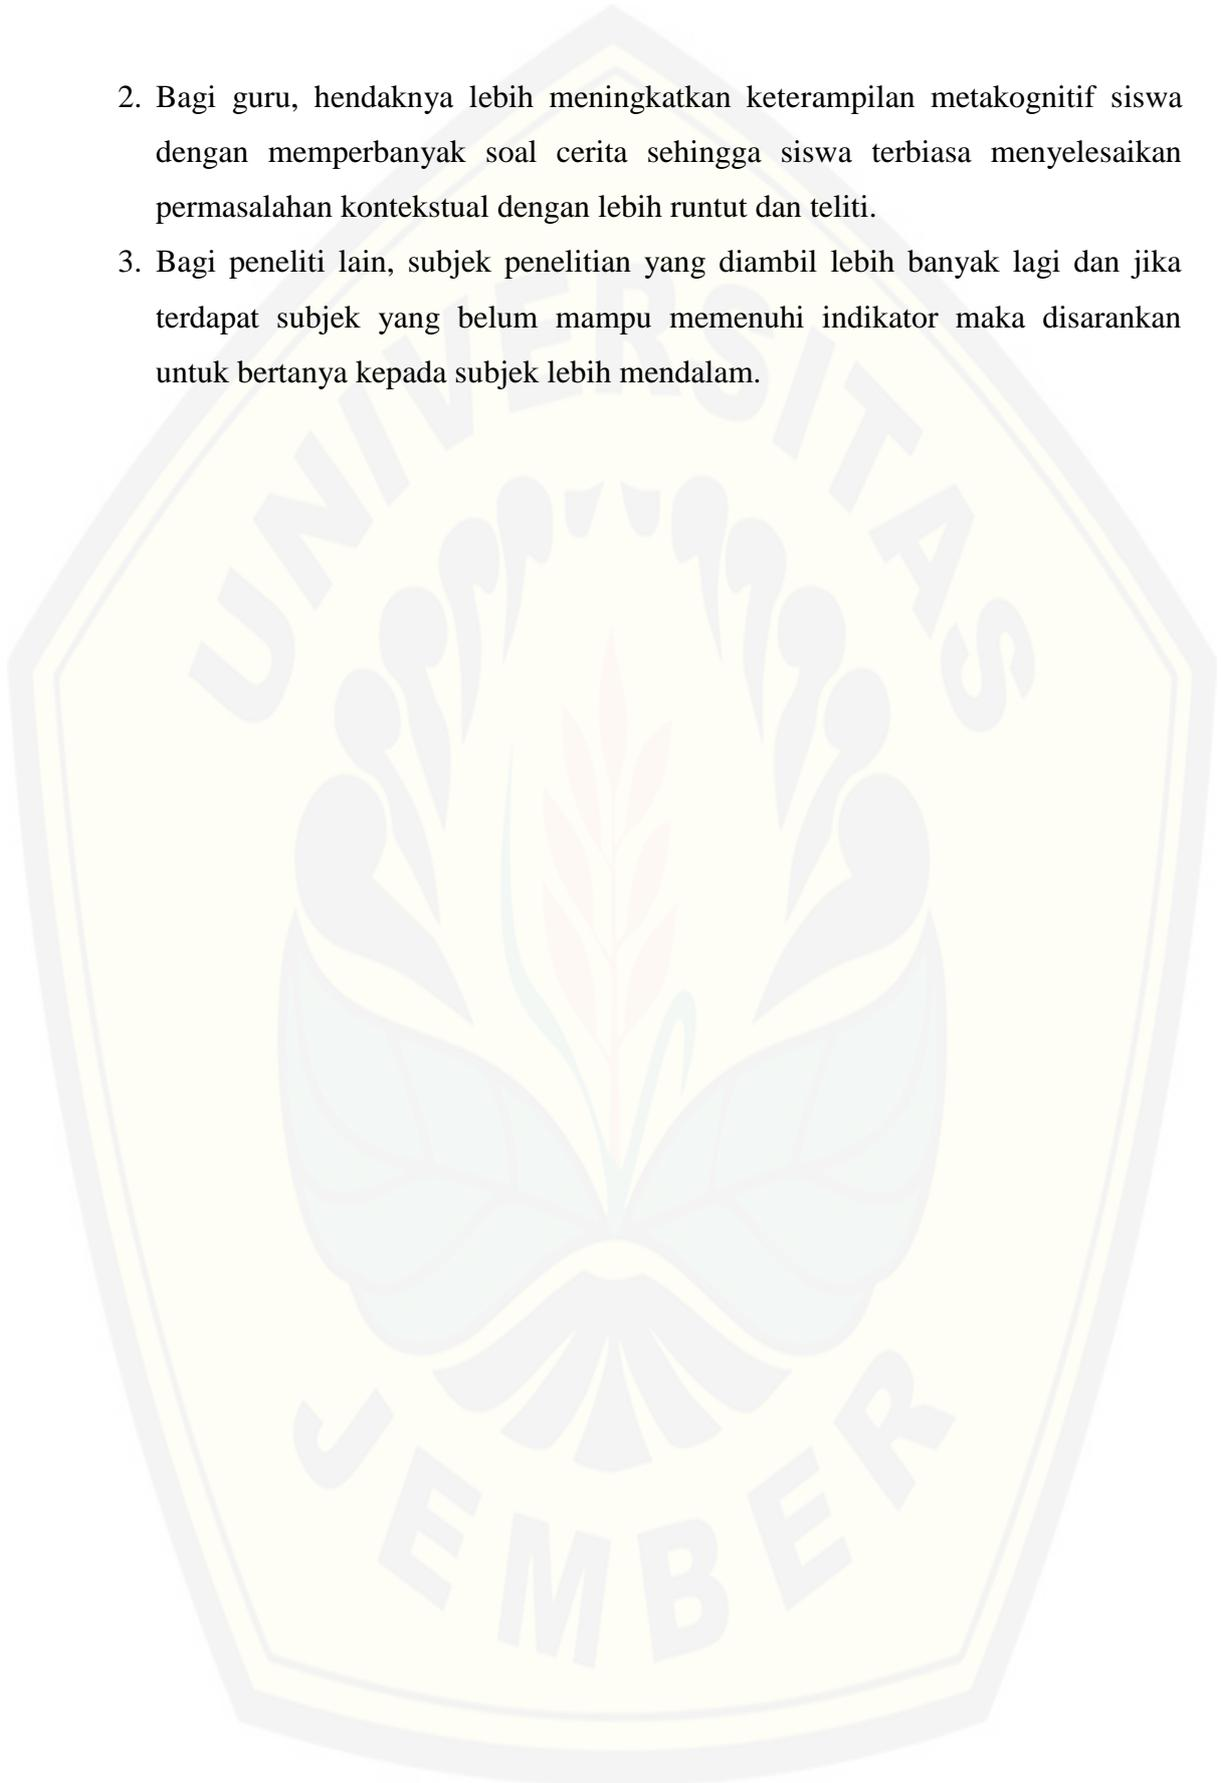 2. Bagi guru, hendaknya lebih meningkatkan keterampilan metakognitif siswa
dengan memperbanyak soal cerita sehingga siswa terbiasa menyelesaikan
permasalahan kontekstual dengan lebih runtut dan teliti.
3. Bagi peneliti lain, subjek penelitian yang diambil lebih banyak lagi dan jika
terdapat subjek yang belum mampu memenuhi indikator maka disarankan
untuk bertanya kepada subjek lebih mendalam.
UNIVERSITAS
JEMBER